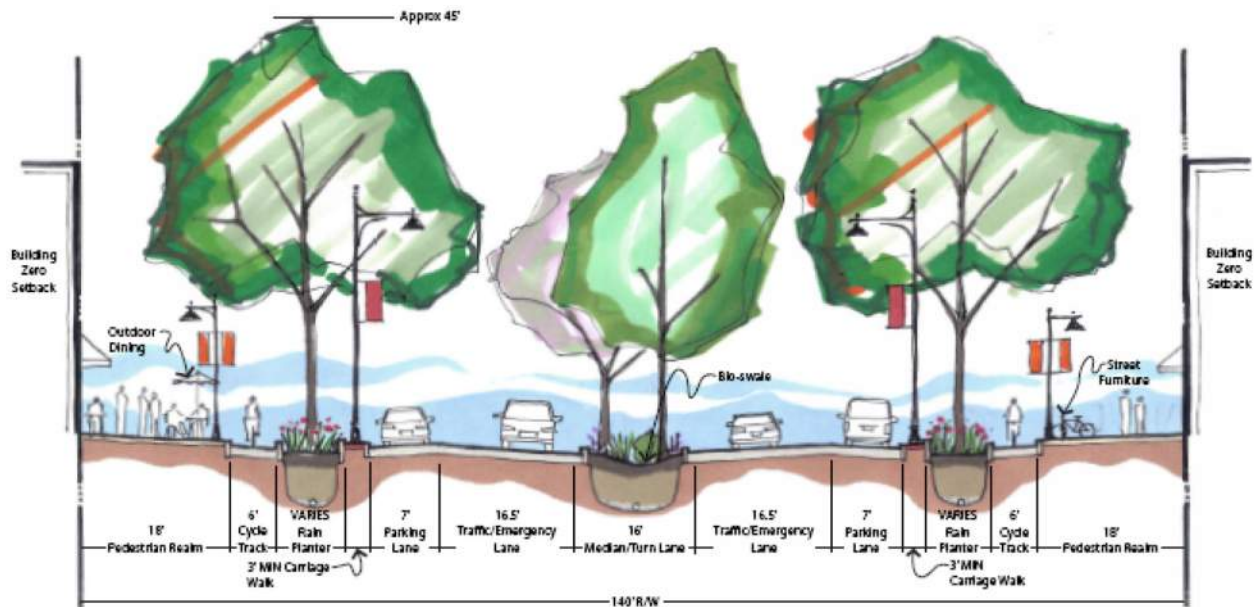 Approx 45'
Building
Zero
Setback
Building
Zero
Setback
Outdoor
Dining
Bio-swale
Street
Furniture
18'
Pedestrian Realm
6'
Cycle
Track
VARIES
Rain
Planter
3' MIN Carriage
Walk
7'
Parking
Lane
16.5'
Traffic/Emergency
Lane
16'
Median/Turn Lane
16.5'
Traffic/Emergency
Lane
7'
Parking
Lane
3' MIN
Carriage Walk
VARIES
Rain
Planter
6'
Cycle
Track
18'
Pedestrian Realm
140' R/W